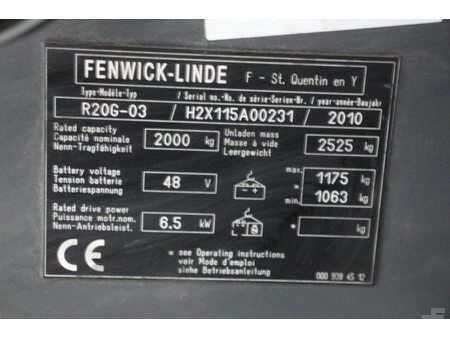 FENWICK-LINDE F - St. Quentin en Y
Type-Modèle-Typ / Serial no.-No. de série-Serien-Nr. / year-année-Baujahr
R20G-03 / H2X115A00231 / 2010
Rated capacity
Capacité nominale
Nenn-Tragfähigkeit
2000 kg
Unladen mass
Masse à vide
Leergewicht
2525 kg
Battery voltage
Tension batterie
Batteriespannung
48 V
max. 1175 kg
min. 1063 kg
Rated drive power
Puissance motr.nom.
Nenn-Antriebsleist.
6.5 kW
* kg
CE
* see Operating instructions
voir Mode d'emploi
siehe Betriebsanleitung
000 939 45 12